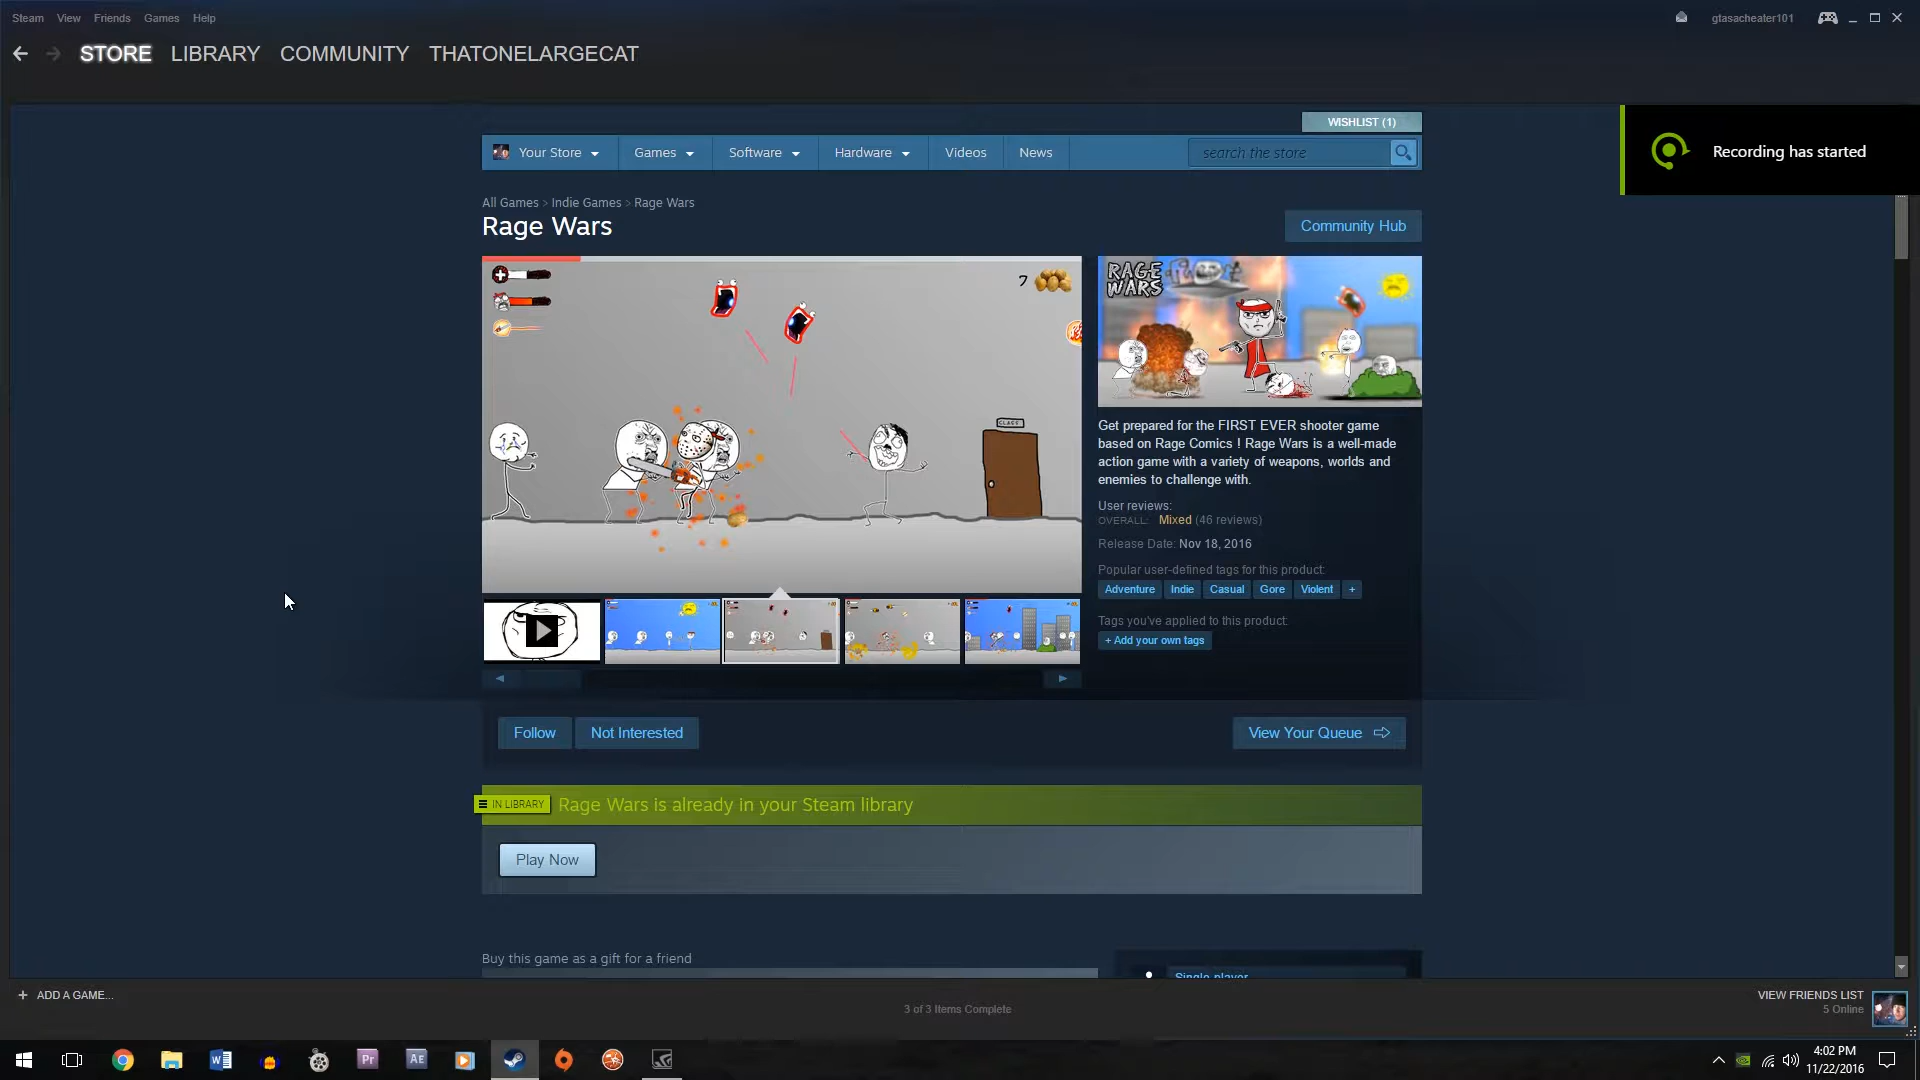 Steam View Friends Games Help
gtasacheater101
STORE LIBRARY COMMUNITY THATONELARGECAT
WISHLIST (1)
Recording has started
Your Store Games Software Hardware Videos News
search the store
All Games > Indie Games > Rage Wars
Rage Wars
Community Hub
7
CLASS
RAGE
WARS
Get prepared for the FIRST EVER shooter game
based on Rage Comics ! Rage Wars is a well-made
action game with a variety of weapons, worlds and
enemies to challenge with.
User reviews:
OVERALL: Mixed (46 reviews)
Release Date: Nov 18, 2016
Popular user-defined tags for this product:
Adventure Indie Casual Gore Violent +
Tags you've applied to this product:
+ Add your own tags
Follow Not Interested
View Your Queue
IN LIBRARY Rage Wars is already in your Steam library
Play Now
Buy this game as a gift for a friend
Single-player
+ ADD A GAME...
3 of 3 Items Complete
VIEW FRIENDS LIST
5 Online
Pr
AE
4:02 PM
11/22/2016